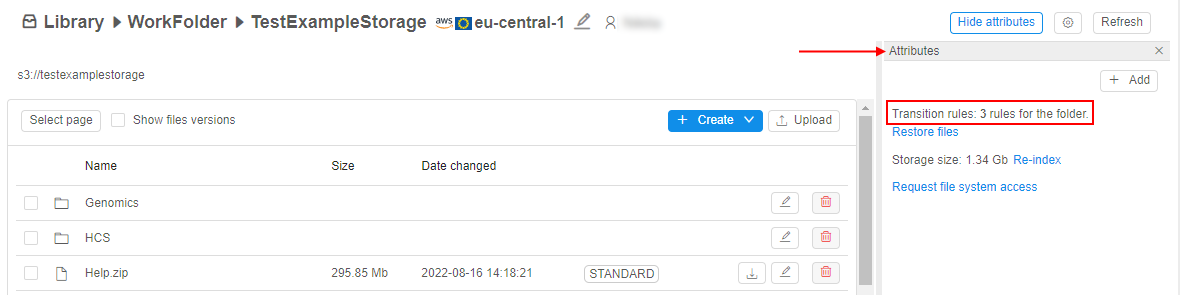 Library WorkFolder TestExampleStorage aws eu-central-1
Hide attributes Refresh
Attributes
s3://testexamplestorage
Add
Select page Show files versions Create Upload
Transition rules: 3 rules for the folder.
Restore files
Storage size: 1.34 Gb Re-index
Request file system access
Name Size Date changed
Genomics
HCS
Help.zip 295.85 Mb 2022-08-16 14:18:21 STANDARD